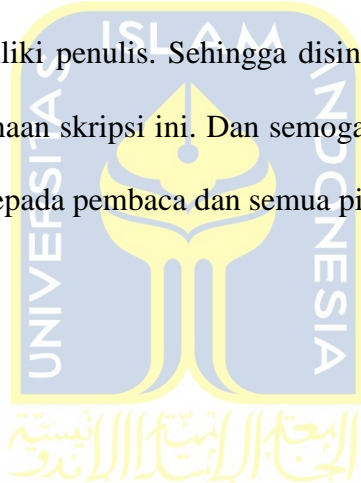 liki penulis. Sehingga disin
naan skripsi ini. Dan semoga
epada pembaca dan semua pi
ISLAM
UNIVERSITAS
INDONESIA